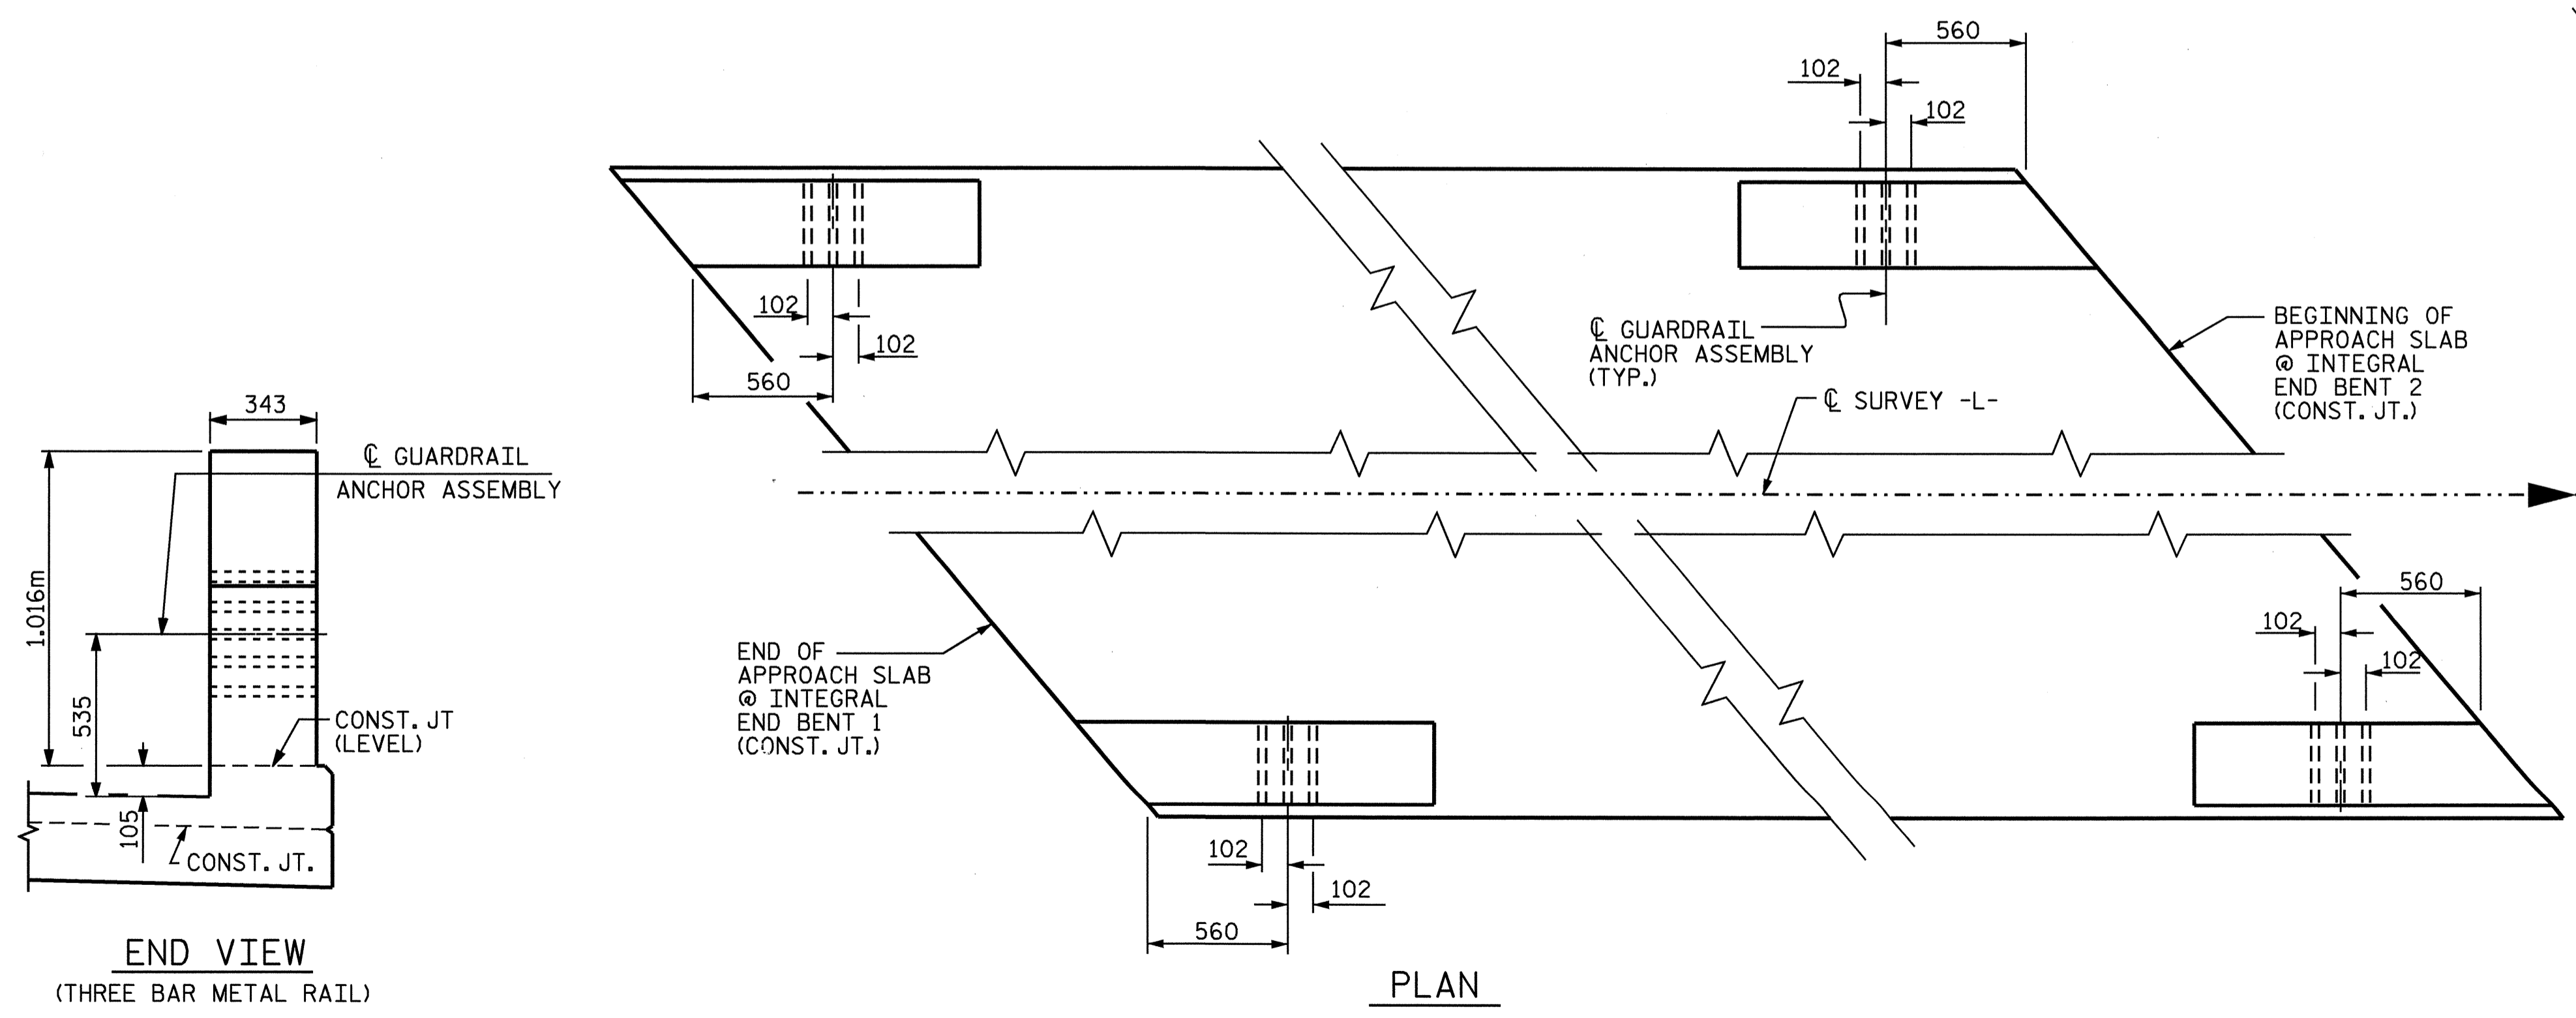 343
℄ GUARDRAIL
ANCHOR ASSEMBLY
1.016m
535
105
CONST. JT
(LEVEL)
CONST. JT.
END VIEW
(THREE BAR METAL RAIL)
560
102
102
102
102
560
℄ GUARDRAIL
ANCHOR ASSEMBLY
(TYP.)
BEGINNING OF
APPROACH SLAB
@ INTEGRAL
END BENT 2
(CONST. JT.)
℄ SURVEY -L-
END OF
APPROACH SLAB
@ INTEGRAL
END BENT 1
(CONST. JT.)
560
102
102
102
102
560
PLAN